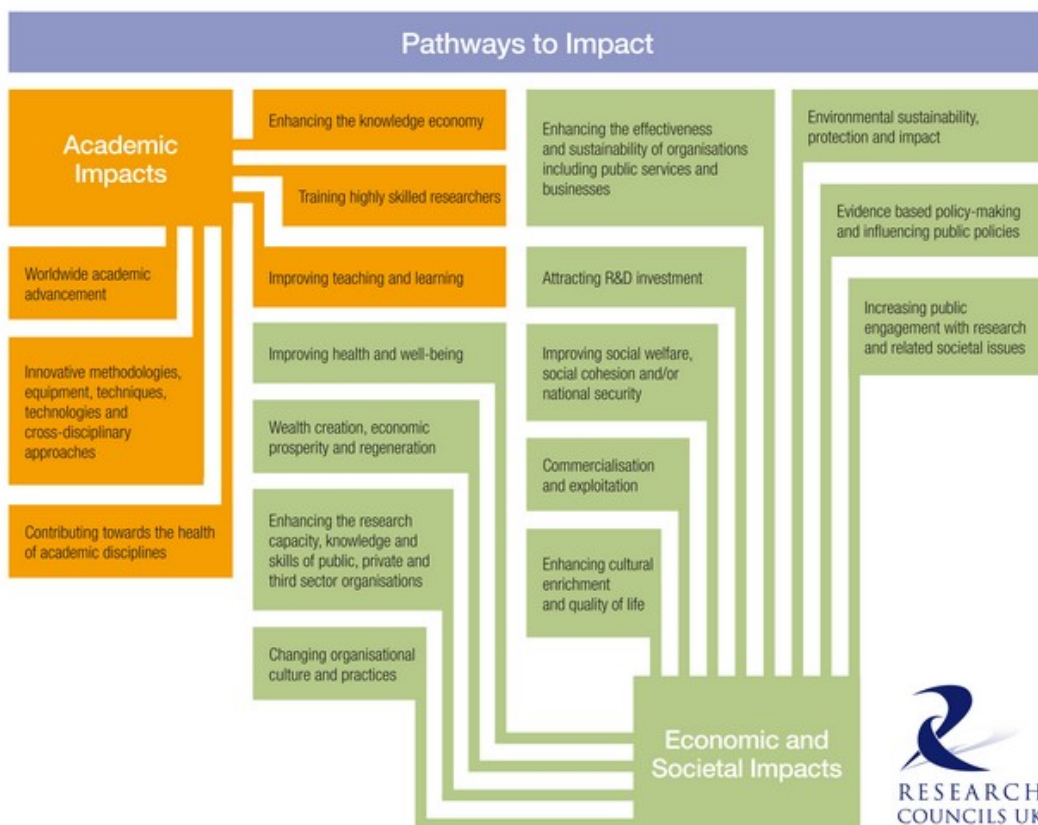 Pathways to Impact
Academic
Impacts
Enhancing the knowledge economy
Training highly skilled researchers
Improving teaching and learning
Worldwide academic
advancement
Innovative methodologies,
equipment, techniques,
technologies and
cross-disciplinary
approaches
Contributing towards the health
of academic disciplines
Improving health and well-being
Wealth creation, economic
prosperity and regeneration
Enhancing the research
capacity, knowledge and
skills of public, private and
third sector organisations
Changing organisational
culture and practices
Enhancing the effectiveness
and sustainability of organisations
including public services and
businesses
Attracting R&D investment
Improving social welfare,
social cohesion and/or
national security
Commercialisation
and exploitation
Enhancing cultural
enrichment
and quality of life
Environmental sustainability,
protection and impact
Evidence based policy-making
and influencing public policies
Increasing public
engagement with research
and related societal issues
Economic and
Societal Impacts
RESEARCH
COUNCILS UK